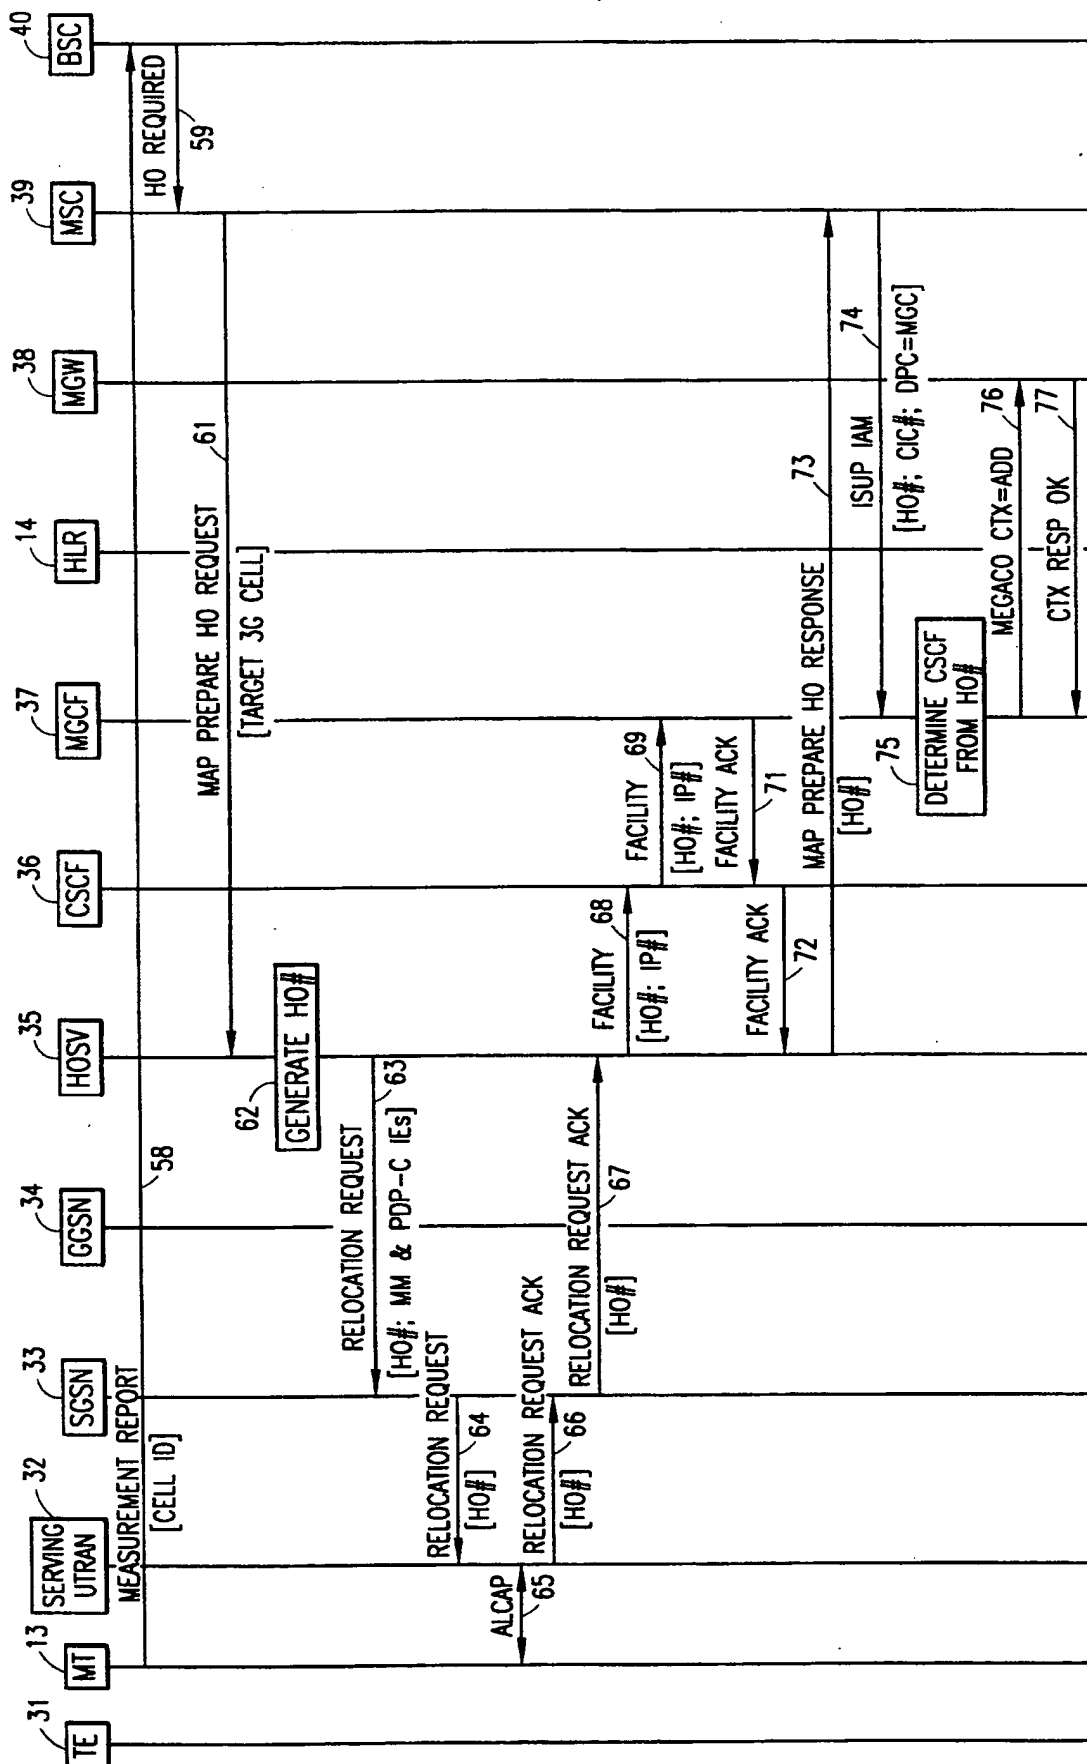 31
TE
13
MT
32
SERVING
UTRAN
33
SGSN
34
GGSN
35
HOSV
36
CSCF
37
MGCF
14
HLR
38
MGW
39
MSC
40
BSC
MEASUREMENT REPORT
[CELL ID]
58
HO REQUIRED
59
MAP PREPARE HO REQUEST
61
[TARGET 3G CELL]
62
GENERATE HO#
RELOCATION REQUEST
63
[HO#; MM & PDP-C IEs]
RELOCATION REQUEST
64
[HO#]
ALCAP
65
RELOCATION REQUEST ACK
66
[HO#]
RELOCATION REQUEST ACK
67
[HO#]
FACILITY
68
[HO#; IP#]
FACILITY
69
[HO#; IP#]
FACILITY ACK
71
FACILITY ACK
72
MAP PREPARE HO RESPONSE
73
[HO#]
ISUP IAM
74
[HO#; CIC#; DPC=MGC]
75
DETERMINE CSCF
FROM HO#
MEGACO CTX=ADD
76
CTX RESP OK
77